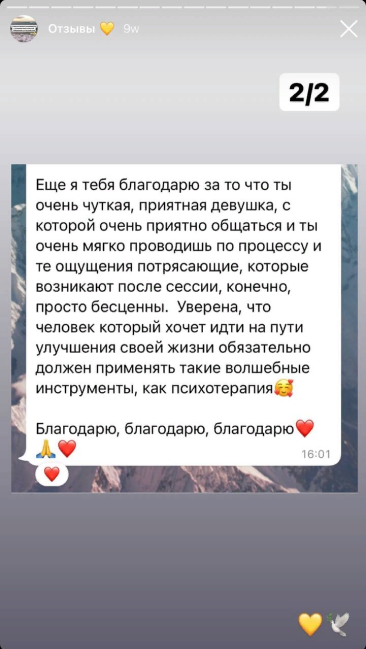 Отзывы 💛 9w
2/2
Еще я тебя благодарю за то что ты
очень чуткая, приятная девушка, с
которой очень приятно общаться и ты
очень мягко проводишь по процессу и
те ощущения потрясающие, которые
возникают после сессии, конечно,
просто бесценны.  Уверена, что
человек который хочет идти на пути
улучшения своей жизни обязательно
должен применять такие волшебные
инструменты, как психотерапия🥰
Благодарю, благодарю, благодарю❤️
🙏❤️
16:01